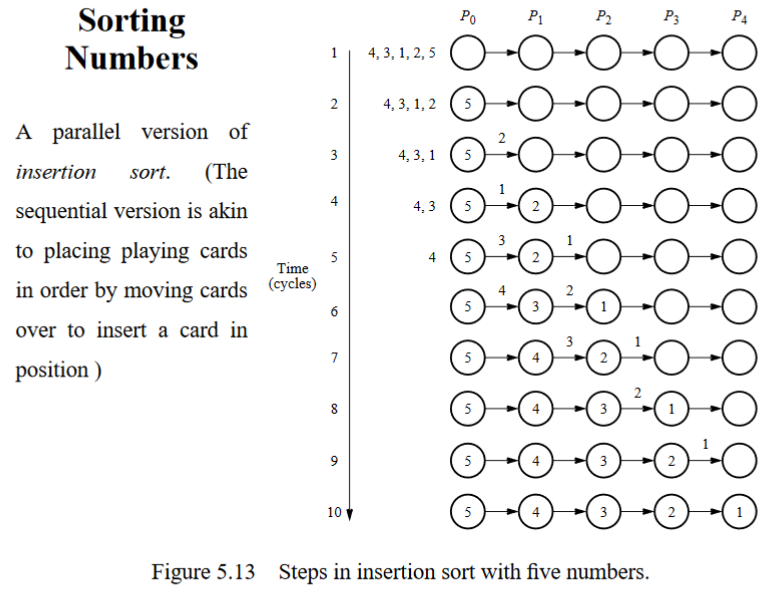 Sorting
Numbers
A parallel version of
insertion sort. (The
sequential version is akin
to placing playing cards
in order by moving cards
over to insert a card in
position )
P0 P1 P2 P3 P4
1 4, 3, 1, 2, 5
2 4, 3, 1, 2 5
2
3 4, 3, 1 5
1
4 4, 3 5 2
3 1
5 4 5 2
Time
(cycles)
4 2
6 5 3 1
3 1
7 5 4 2
2
8 5 4 3 1
1
9 5 4 3 2
10 5 4 3 2 1
Figure 5.13 Steps in insertion sort with five numbers.